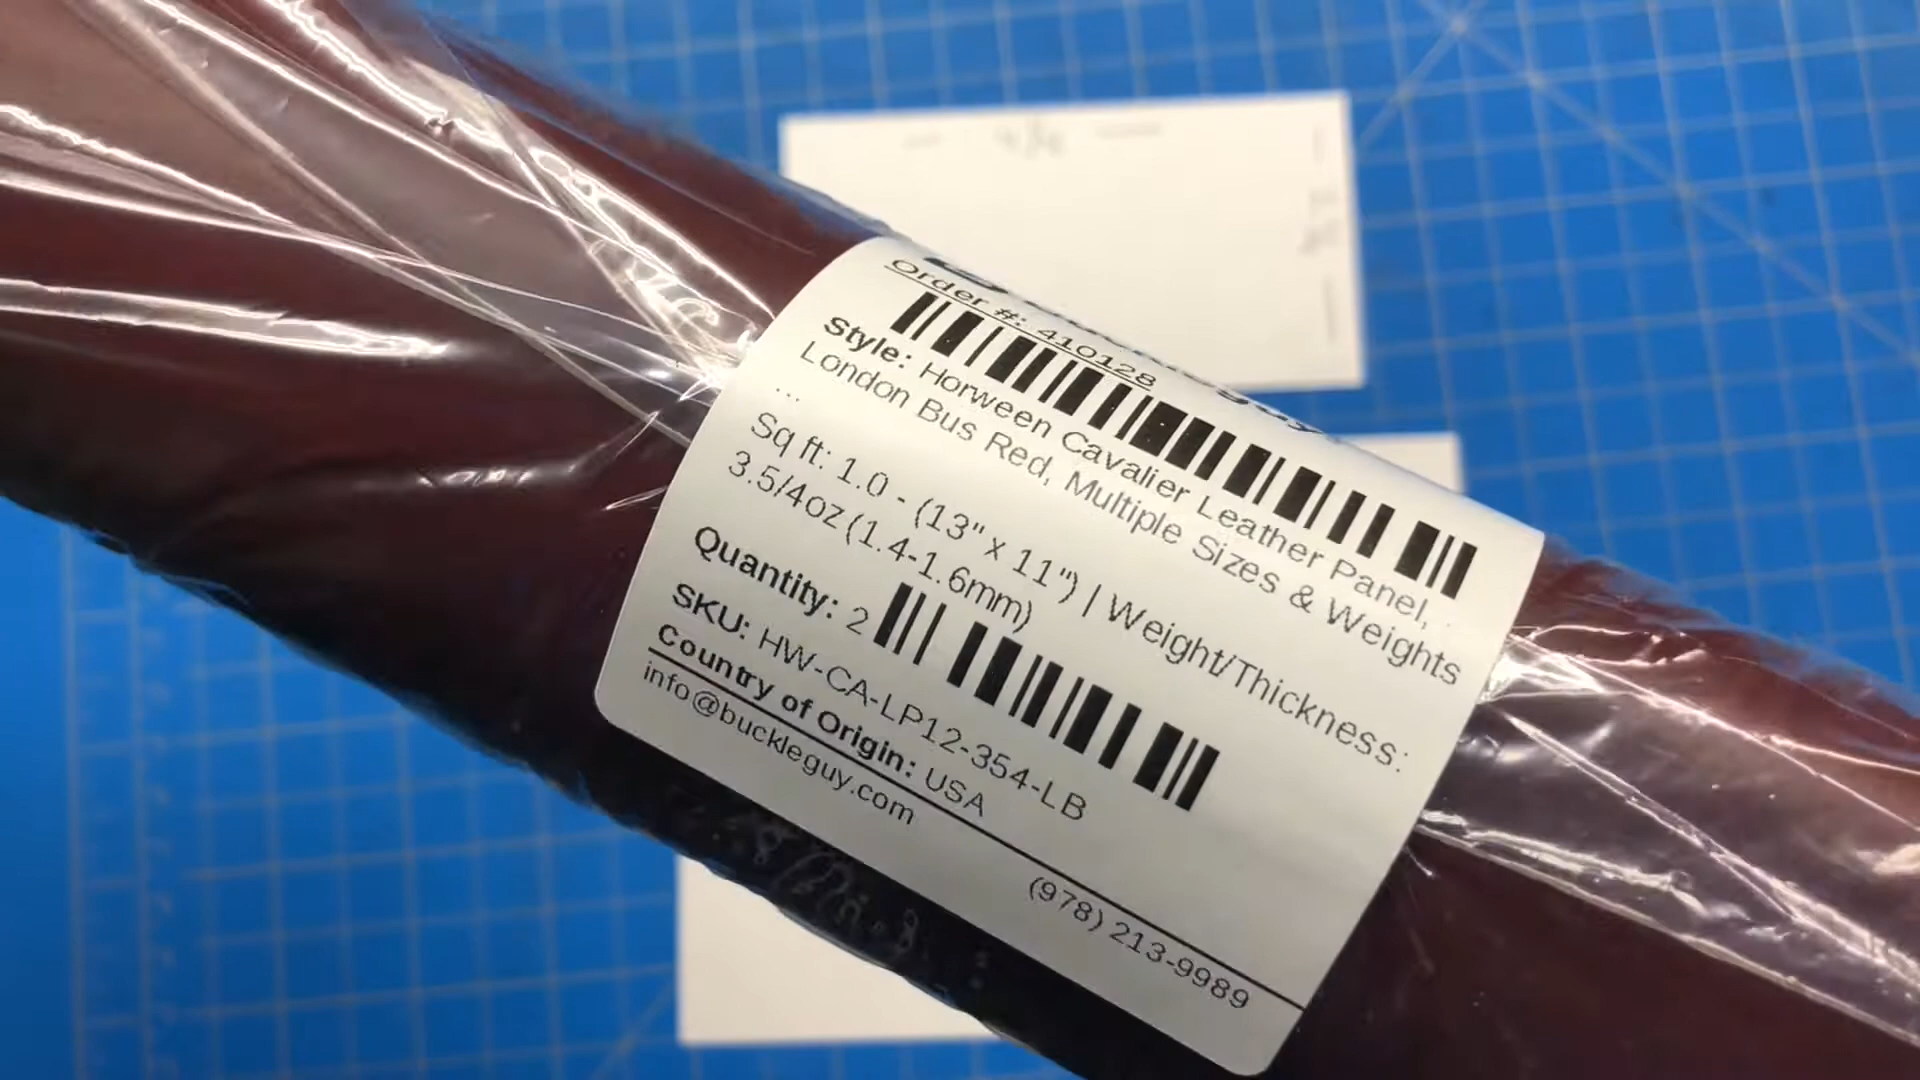 Order #: 410128
Style: Horween Cavalier Leather Panel,
London Bus Red, Multiple Sizes & Weights
...
Sq ft: 1.0 - (13" x 11") | Weight/Thickness:
3.5/4oz (1.4-1.6mm)
Quantity: 2
SKU: HW-CA-LP12-354-LB
Country of Origin: USA
info@buckleguy.com (978) 213-9989